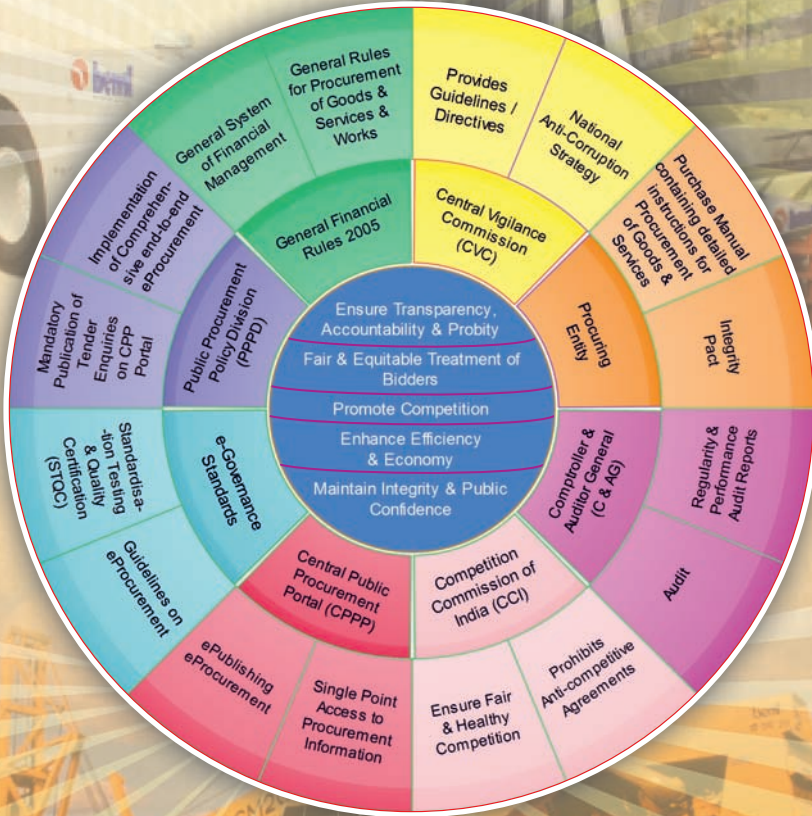 General System
of Financial
Management
General Rules
for Procurement
of Goods &
Services &
Works
General Financial
Rules 2005
Provides
Guidelines /
Directives
National
Anti-Corruption
Strategy
Central Vigilance
Commission
(CVC)
Purchase Manual
containing detailed
instructions for
Procurement
of Goods &
Services
Integrity
Pact
Procuring
Entity
Regularity &
Performance
Audit Reports
Audit
Comptroller &
Auditor General
(C & AG)
Prohibits
Anti-competitive
Agreements
Ensure Fair
& Healthy
Competition
Competition
Commission of
India (CCI)
Single Point
Access to
Procurement
Information
ePublishing
eProcurement
Central Public
Procurement
Portal (CPPP)
Guidelines on
eProcurement
Standardisa-
-tion Testing
& Quality
Certification
(STQC)
e-Governance
Standards
Mandatory
Publication of
Tender
Enquiries
on CPP
Portal
Implementation
of Comprehen-
sive end-to-end
eProcurement
Public Procurement
Policy Division
(PPPD)
Ensure Transparency,
Accountability & Probity
Fair & Equitable Treatment of
Bidders
Promote Competition
Enhance Efficiency
& Economy
Maintain Integrity & Public
Confidence
beml